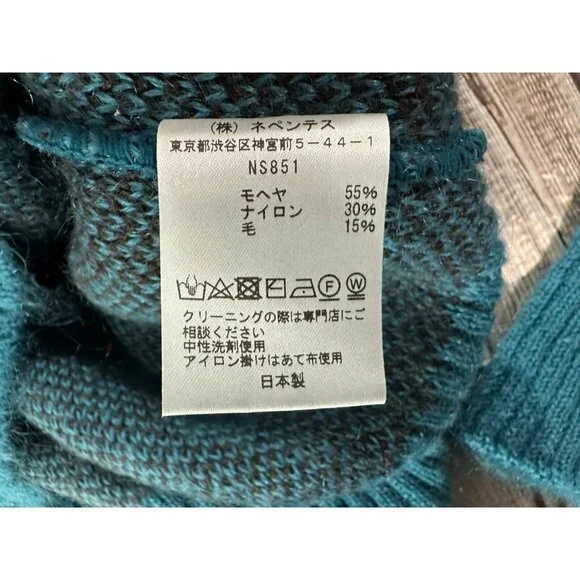 (株) ネペンテス
東京都渋谷区神宮前5-44-1
NS851
モヘヤ 55%
ナイロン 30%
毛 15%
F W
クリーニングの際は専門店にご
相談ください
中性洗剤使用
アイロン掛けはあて布使用
日本製